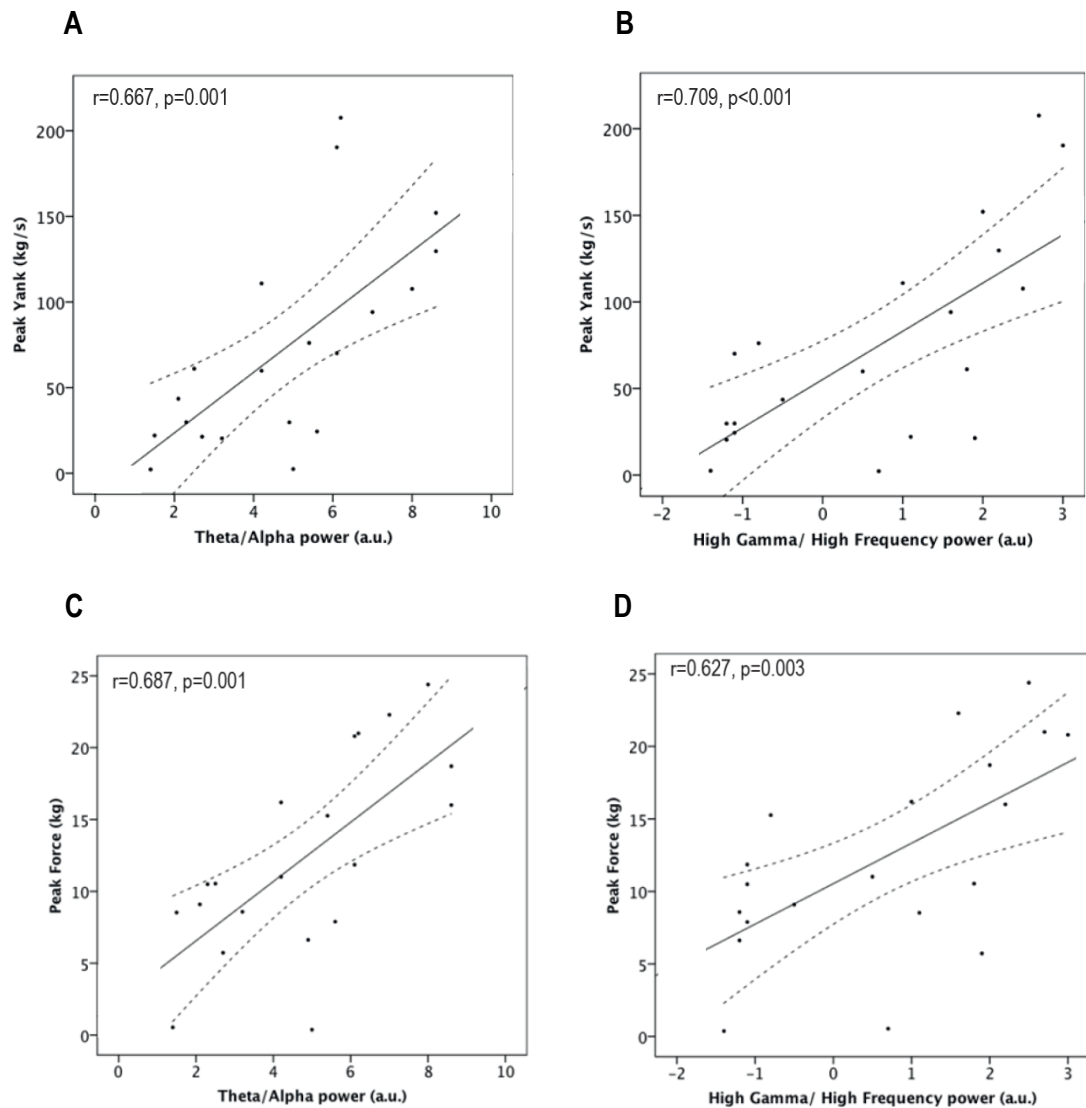 A
r=0.667, p=0.001
200
150
100
50
0
Peak Yank (kg/s)
0 2 4 6 8 10
Theta/Alpha power (a.u.)
B
r=0.709, p<0.001
200
150
100
50
0
Peak Yank (kg/s)
−2 −1 0 1 2 3
High Gamma/ High Frequency power (a.u)
C
r=0.687, p=0.001
25
20
15
10
5
0
Peak Force (kg)
0 2 4 6 8 10
Theta/Alpha power (a.u.)
D
r=0.627, p=0.003
25
20
15
10
5
0
Peak Force (kg)
−2 −1 0 1 2 3
High Gamma/ High Frequency power (a.u.)